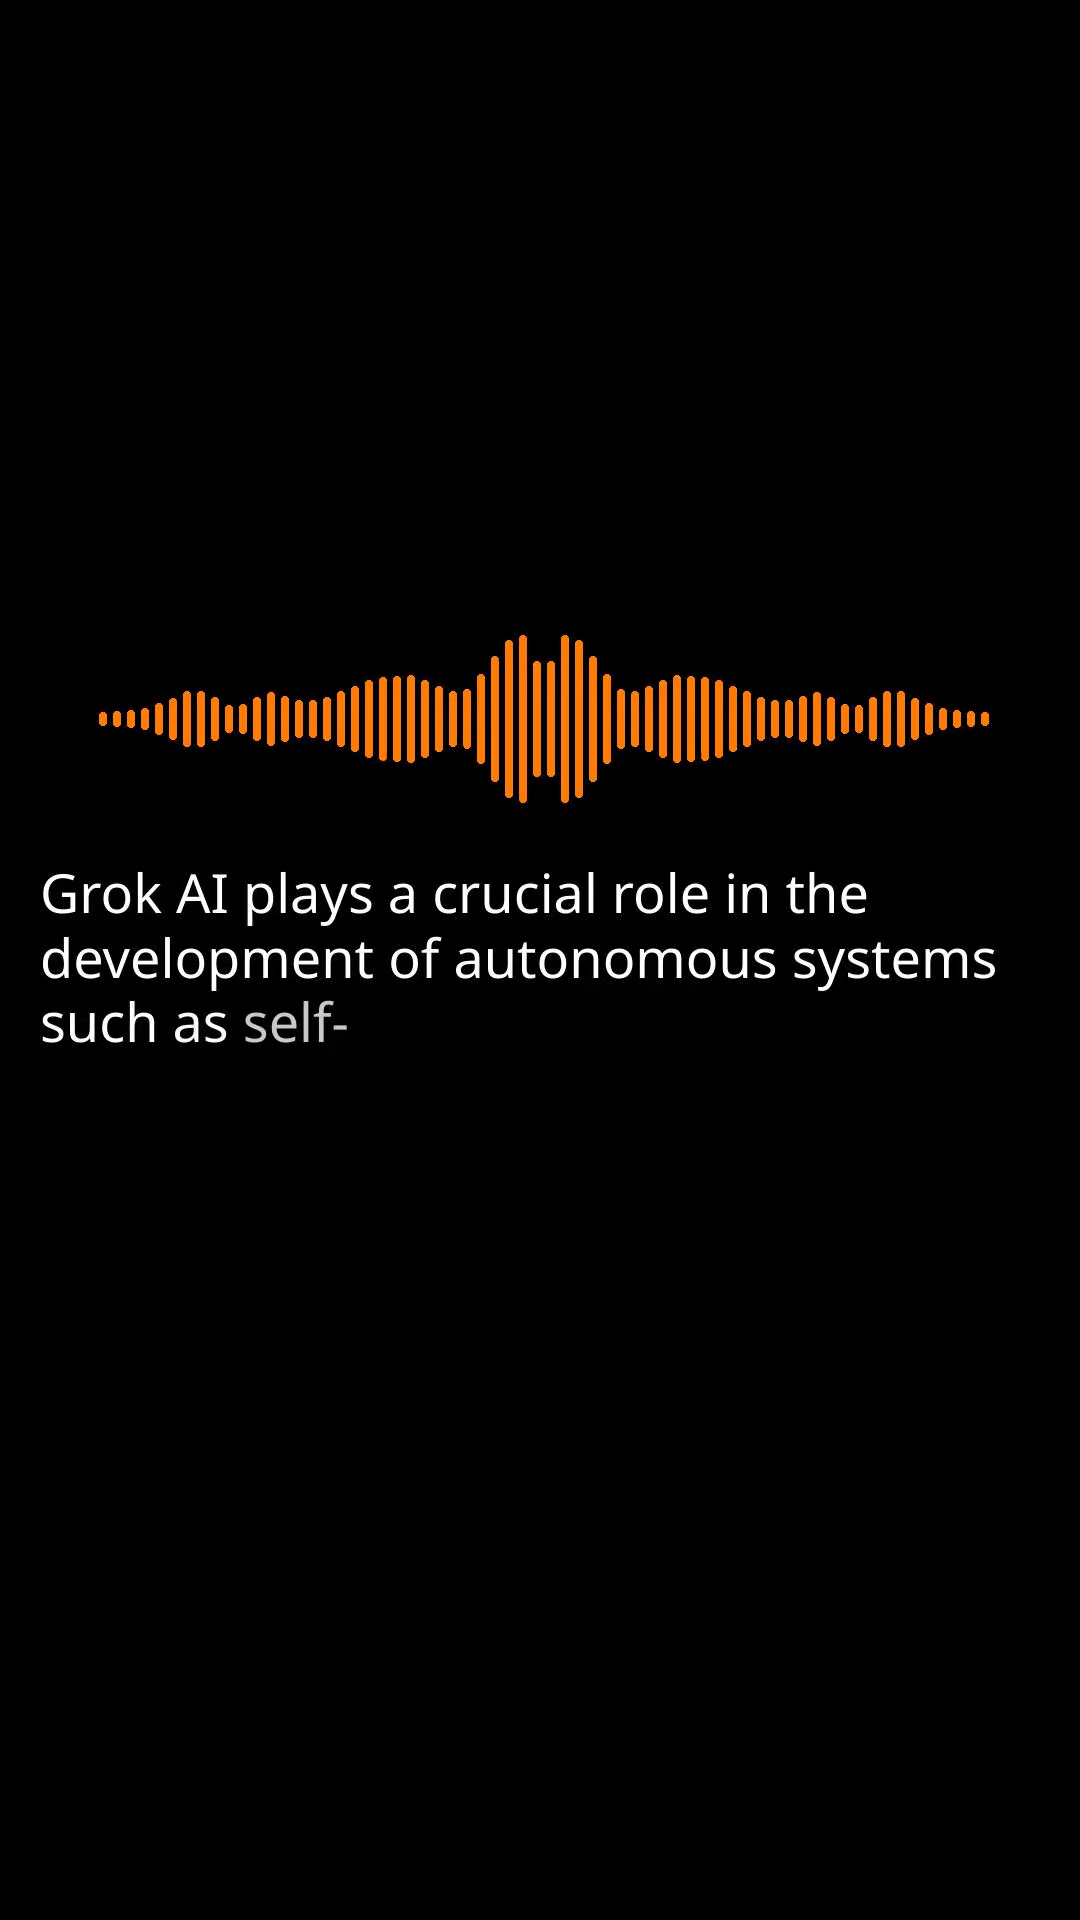 Grok AI plays a crucial role in the
development of autonomous systems
such as self-